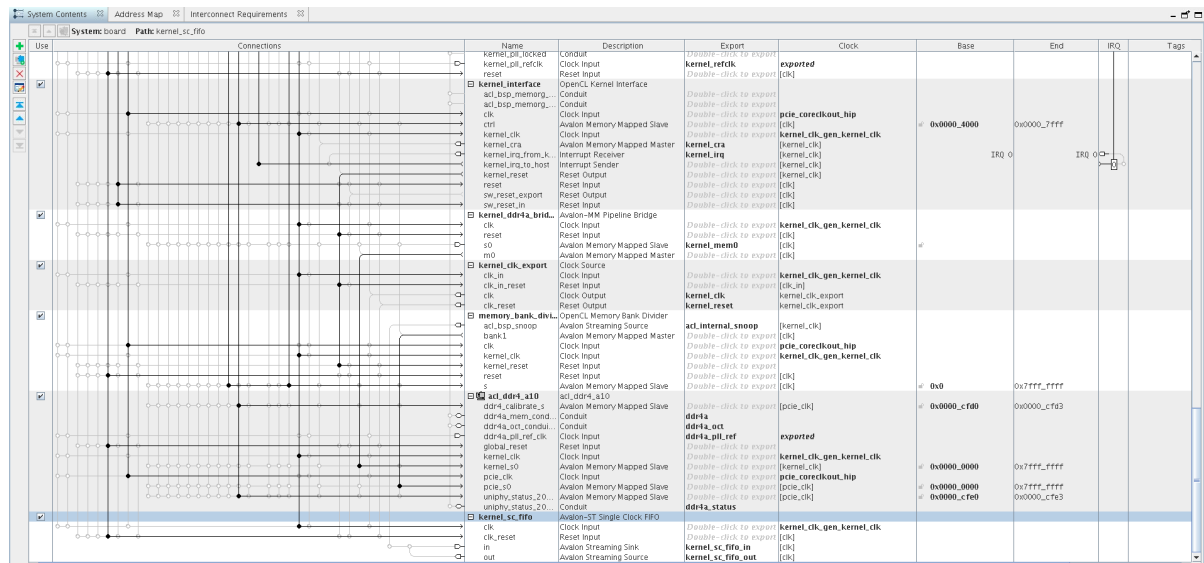 System Contents Address Map Interconnect Requirements
System: board Path: kernel_sc_fifo
Use Connections Name Description Export Clock Base End IRQ Tags
kernel_pll_locked Conduit Double-click to export
kernel_pll_refclk Clock Input kernel_refclk exported
reset Reset Input Double-click to export [clk]
kernel_interface OpenCL Kernel Interface
acl_bsp_memorg_... Conduit Double-click to export
acl_bsp_memorg_... Conduit Double-click to export
clk Clock Input Double-click to export pcie_coreclkout_hip
ctrl Avalon Memory Mapped Slave Double-click to export [clk] 0x0000_4000 0x0000_7fff
kernel_clk Clock Input Double-click to export kernel_clk_gen_kernel_clk
kernel_cra Avalon Memory Mapped Master kernel_cra [kernel_clk]
kernel_irq_from_k... Interrupt Receiver kernel_irq [kernel_clk] IRQ 0 IRQ 0
kernel_irq_to_host Interrupt Sender Double-click to export [kernel_clk]
kernel_reset Reset Output Double-click to export [kernel_clk]
reset Reset Input Double-click to export [clk]
sw_reset_export Reset Output Double-click to export [clk]
sw_reset_in Reset Input Double-click to export [clk]
kernel_ddr4a_brid... Avalon-MM Pipeline Bridge
clk Clock Input Double-click to export kernel_clk_gen_kernel_clk
reset Reset Input Double-click to export [clk]
s0 Avalon Memory Mapped Slave kernel_mem0 [clk]
m0 Avalon Memory Mapped Master Double-click to export [clk]
kernel_clk_export Clock Source
clk_in Clock Input Double-click to export kernel_clk_gen_kernel_clk
clk_in_reset Reset Input Double-click to export [clk_in]
clk Clock Output kernel_clk kernel_clk_export
clk_reset Reset Output kernel_reset kernel_clk_export
memory_bank_divi... OpenCL Memory Bank Divider
acl_bsp_snoop Avalon Streaming Source acl_internal_snoop [kernel_clk]
bank1 Avalon Memory Mapped Master Double-click to export [clk]
clk Clock Input Double-click to export pcie_coreclkout_hip
kernel_clk Clock Input Double-click to export kernel_clk_gen_kernel_clk
kernel_reset Reset Input Double-click to export
reset Reset Input Double-click to export [clk]
s Avalon Memory Mapped Slave Double-click to export [clk] 0x0 0x7fff_ffff
acl_ddr4_a10 acl_ddr4_a10
ddr4_calibrate_s Avalon Memory Mapped Slave Double-click to export [pcie_clk] 0x0000_cfd0 0x0000_cfd3
ddr4a_mem_cond... Conduit ddr4a
ddr4a_oct_condui... Conduit ddr4a_oct
ddr4a_pll_ref_clk Clock Input ddr4a_pll_ref exported
global_reset Reset Input Double-click to export
kernel_clk Clock Input Double-click to export kernel_clk_gen_kernel_clk
kernel_s0 Avalon Memory Mapped Slave Double-click to export [kernel_clk] 0x0000_0000 0x7fff_ffff
pcie_clk Clock Input Double-click to export pcie_coreclkout_hip
pcie_s0 Avalon Memory Mapped Slave Double-click to export [pcie_clk] 0x0000_0000 0x7fff_ffff
uniphy_status_20... Avalon Memory Mapped Slave Double-click to export [pcie_clk] 0x0000_cfe0 0x0000_cfe3
uniphy_status_20... Conduit ddr4a_status
kernel_sc_fifo Avalon-ST Single Clock FIFO
clk Clock Input Double-click to export kernel_clk_gen_kernel_clk
clk_reset Reset Input Double-click to export [clk]
in Avalon Streaming Sink kernel_sc_fifo_in [clk]
out Avalon Streaming Source kernel_sc_fifo_out [clk]